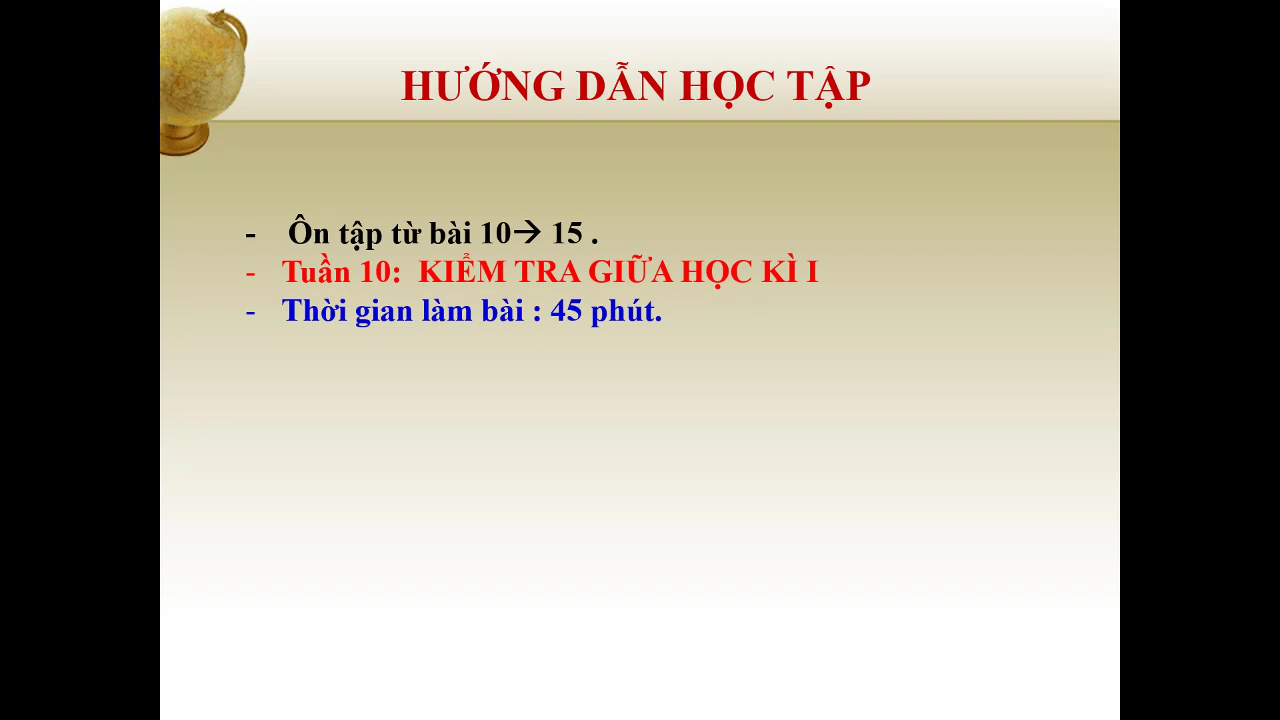 HƯỚNG DẪN HỌC TẬP
- Ôn tập từ bài 10→ 15 .
- Tuần 10: KIỂM TRA GIỮA HỌC KÌ I
- Thời gian làm bài : 45 phút.